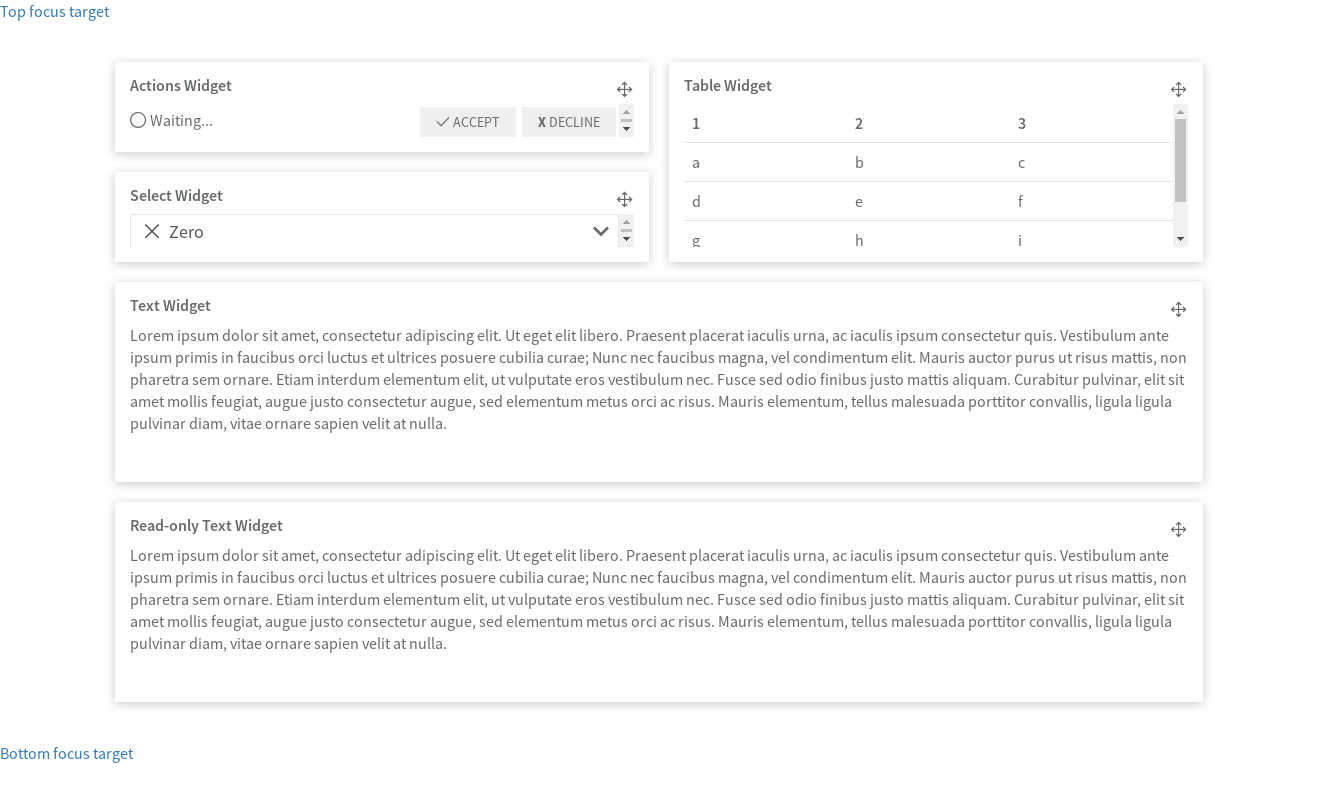 Top focus target
Actions Widget
Waiting...
ACCEPT
X DECLINE
Select Widget
Zero
Table Widget
1 2 3
a b c
d e f
g h i
Text Widget
Lorem ipsum dolor sit amet, consectetur adipiscing elit. Ut eget elit libero. Praesent placerat iaculis urna, ac iaculis ipsum consectetur quis. Vestibulum ante
ipsum primis in faucibus orci luctus et ultrices posuere cubilia curae; Nunc nec faucibus magna, vel condimentum elit. Mauris auctor purus ut risus mattis, non
pharetra sem ornare. Etiam interdum elementum elit, ut vulputate eros vestibulum nec. Fusce sed odio finibus justo mattis aliquam. Curabitur pulvinar, elit sit
amet mollis feugiat, augue justo consectetur augue, sed elementum metus orci ac risus. Mauris elementum, tellus malesuada porttitor convallis, ligula ligula
pulvinar diam, vitae ornare sapien velit at nulla.
Read-only Text Widget
Lorem ipsum dolor sit amet, consectetur adipiscing elit. Ut eget elit libero. Praesent placerat iaculis urna, ac iaculis ipsum consectetur quis. Vestibulum ante
ipsum primis in faucibus orci luctus et ultrices posuere cubilia curae; Nunc nec faucibus magna, vel condimentum elit. Mauris auctor purus ut risus mattis, non
pharetra sem ornare. Etiam interdum elementum elit, ut vulputate eros vestibulum nec. Fusce sed odio finibus justo mattis aliquam. Curabitur pulvinar, elit sit
amet mollis feugiat, augue justo consectetur augue, sed elementum metus orci ac risus. Mauris elementum, tellus malesuada porttitor convallis, ligula ligula
pulvinar diam, vitae ornare sapien velit at nulla.
Bottom focus target